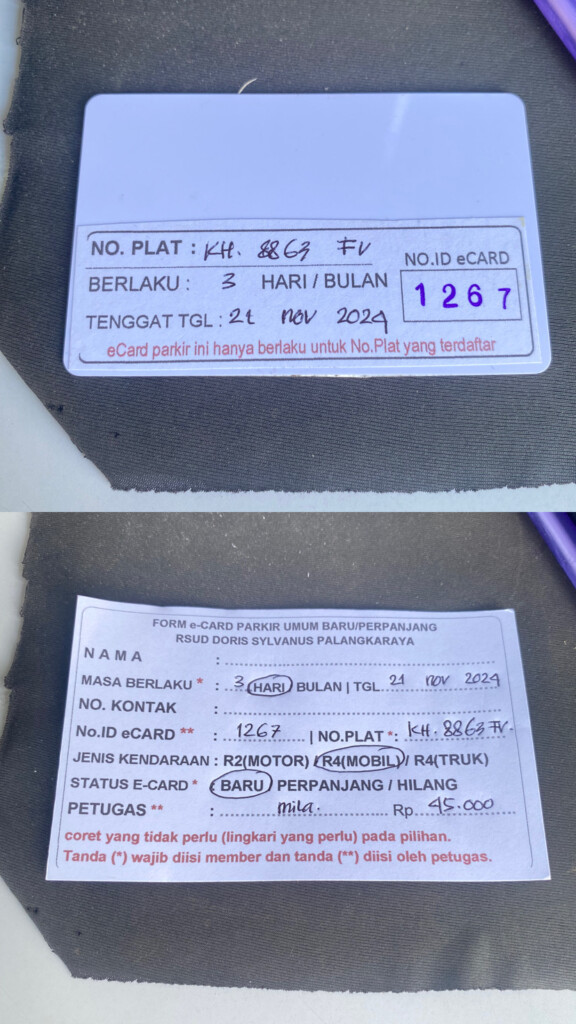 NO. PLAT : KH. 8863 FV
BERLAKU : 3 HARI / BULAN
NO.ID eCARD
1267
TENGGAT TGL : 21 nov 2024
eCard parkir ini hanya berlaku untuk No.Plat yang terdaftar
FORM e-CARD PARKIR UMUM BARU/PERPANJANG
RSUD DORIS SYLVANUS PALANGKARAYA
NAMA :
MASA BERLAKU * : 3 HARI BULAN | TGL. 21 nov 2024
NO. KONTAK :
No.ID eCARD ** : 1267 | NO.PLAT *: KH. 8863 FV.
JENIS KENDARAAN : R2(MOTOR) / R4(MOBIL) / R4(TRUK)
STATUS E-CARD * : BARU / PERPANJANG / HILANG
PETUGAS ** : mila. Rp. 45.000
coret yang tidak perlu (lingkari yang perlu) pada pilihan.
Tanda (*) wajib diisi member dan tanda (**) diisi oleh petugas.